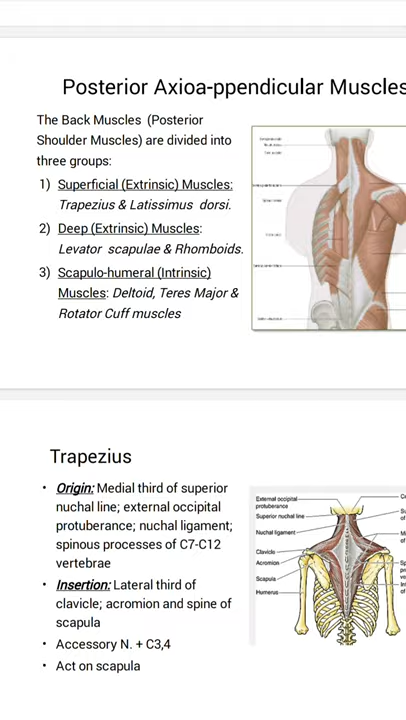 Posterior Axioa-ppendicular Muscles
The Back Muscles (Posterior
Shoulder Muscles) are divided into
three groups:
1) Superficial (Extrinsic) Muscles:
Trapezius & Latissimus dorsi.
2) Deep (Extrinsic) Muscles:
Levator scapulae & Rhomboids.
3) Scapulo-humeral (Intrinsic)
Muscles: Deltoid, Teres Major &
Rotator Cuff muscles
Trapezius
• Origin: Medial third of superior
nuchal line; external occipital
protuberance; nuchal ligament;
spinous processes of C7-C12
vertebrae
• Insertion: Lateral third of
clavicle; acromion and spine of
scapula
• Accessory N. + C3,4
• Act on scapula
External occipital
protuberance
Superior nuchal line
Nuchal ligament
Clavicle
Acromion
Scapula
Humerus